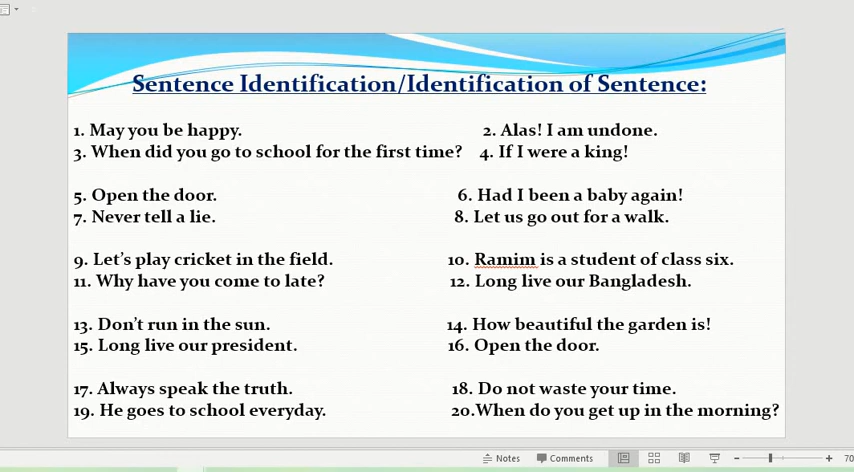 Sentence Identification/Identification of Sentence:
1. May you be happy. 2. Alas! I am undone.
3. When did you go to school for the first time? 4. If I were a king!
5. Open the door. 6. Had I been a baby again!
7. Never tell a lie. 8. Let us go out for a walk.
9. Let's play cricket in the field. 10. Ramim is a student of class six.
11. Why have you come to late? 12. Long live our Bangladesh.
13. Don't run in the sun. 14. How beautiful the garden is!
15. Long live our president. 16. Open the door.
17. Always speak the truth. 18. Do not waste your time.
19. He goes to school everyday. 20.When do you get up in the morning?
Notes Comments 70